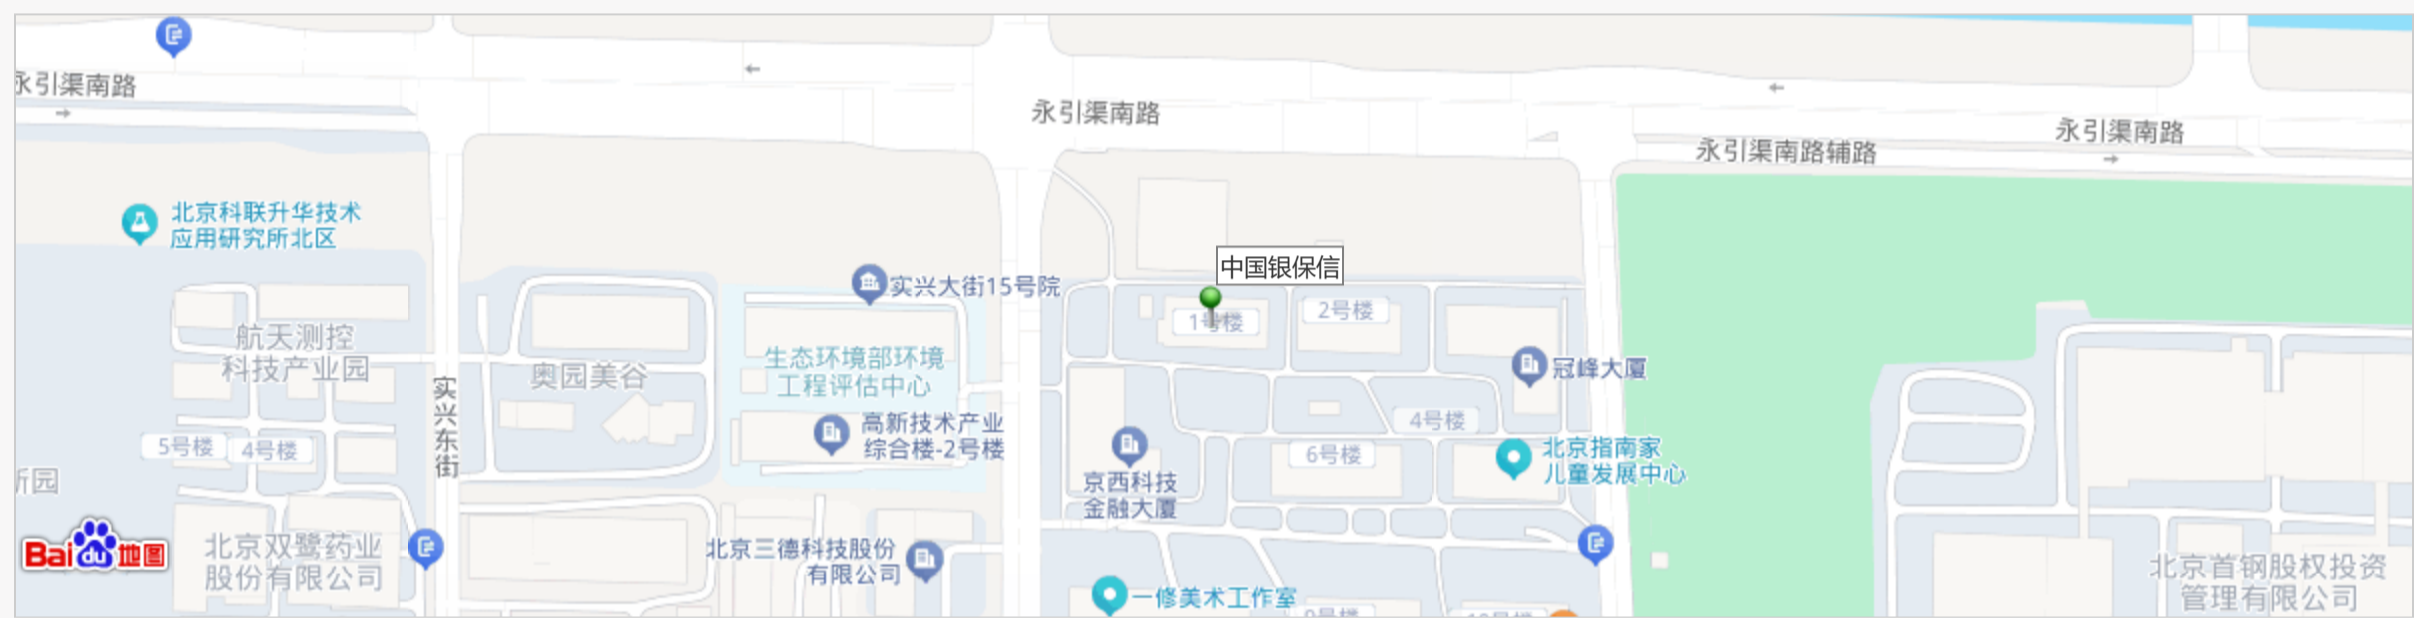 永引渠南路
永引渠南路
永引渠南路
永引渠南路辅路
北京科联升华技术
应用研究所北区
中国银保信
实兴大街15号院
1号楼
2号楼
航天测控
科技产业园
奥园美谷
生态环境部环境
工程评估中心
冠峰大厦
实兴东街
高新技术产业
综合楼-2号楼
4号楼
5号楼
4号楼
6号楼
北京指南家
儿童发展中心
京西科技
金融大厦
新园
Baidu地图
北京双鹭药业
股份有限公司
北京三德科技股份
有限公司
一修美术工作室
北京首钢股权投资
管理有限公司